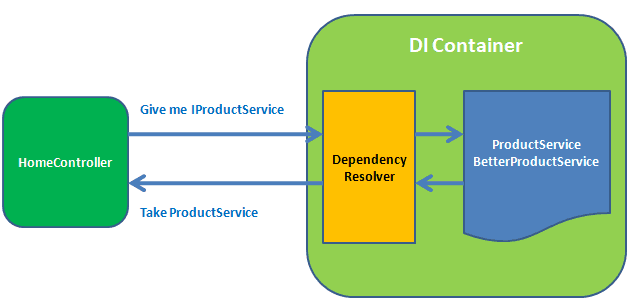 DI Container
Give me IProductService
HomeController
Dependency
Resolver
ProductService
BetterProductService
Take ProductService